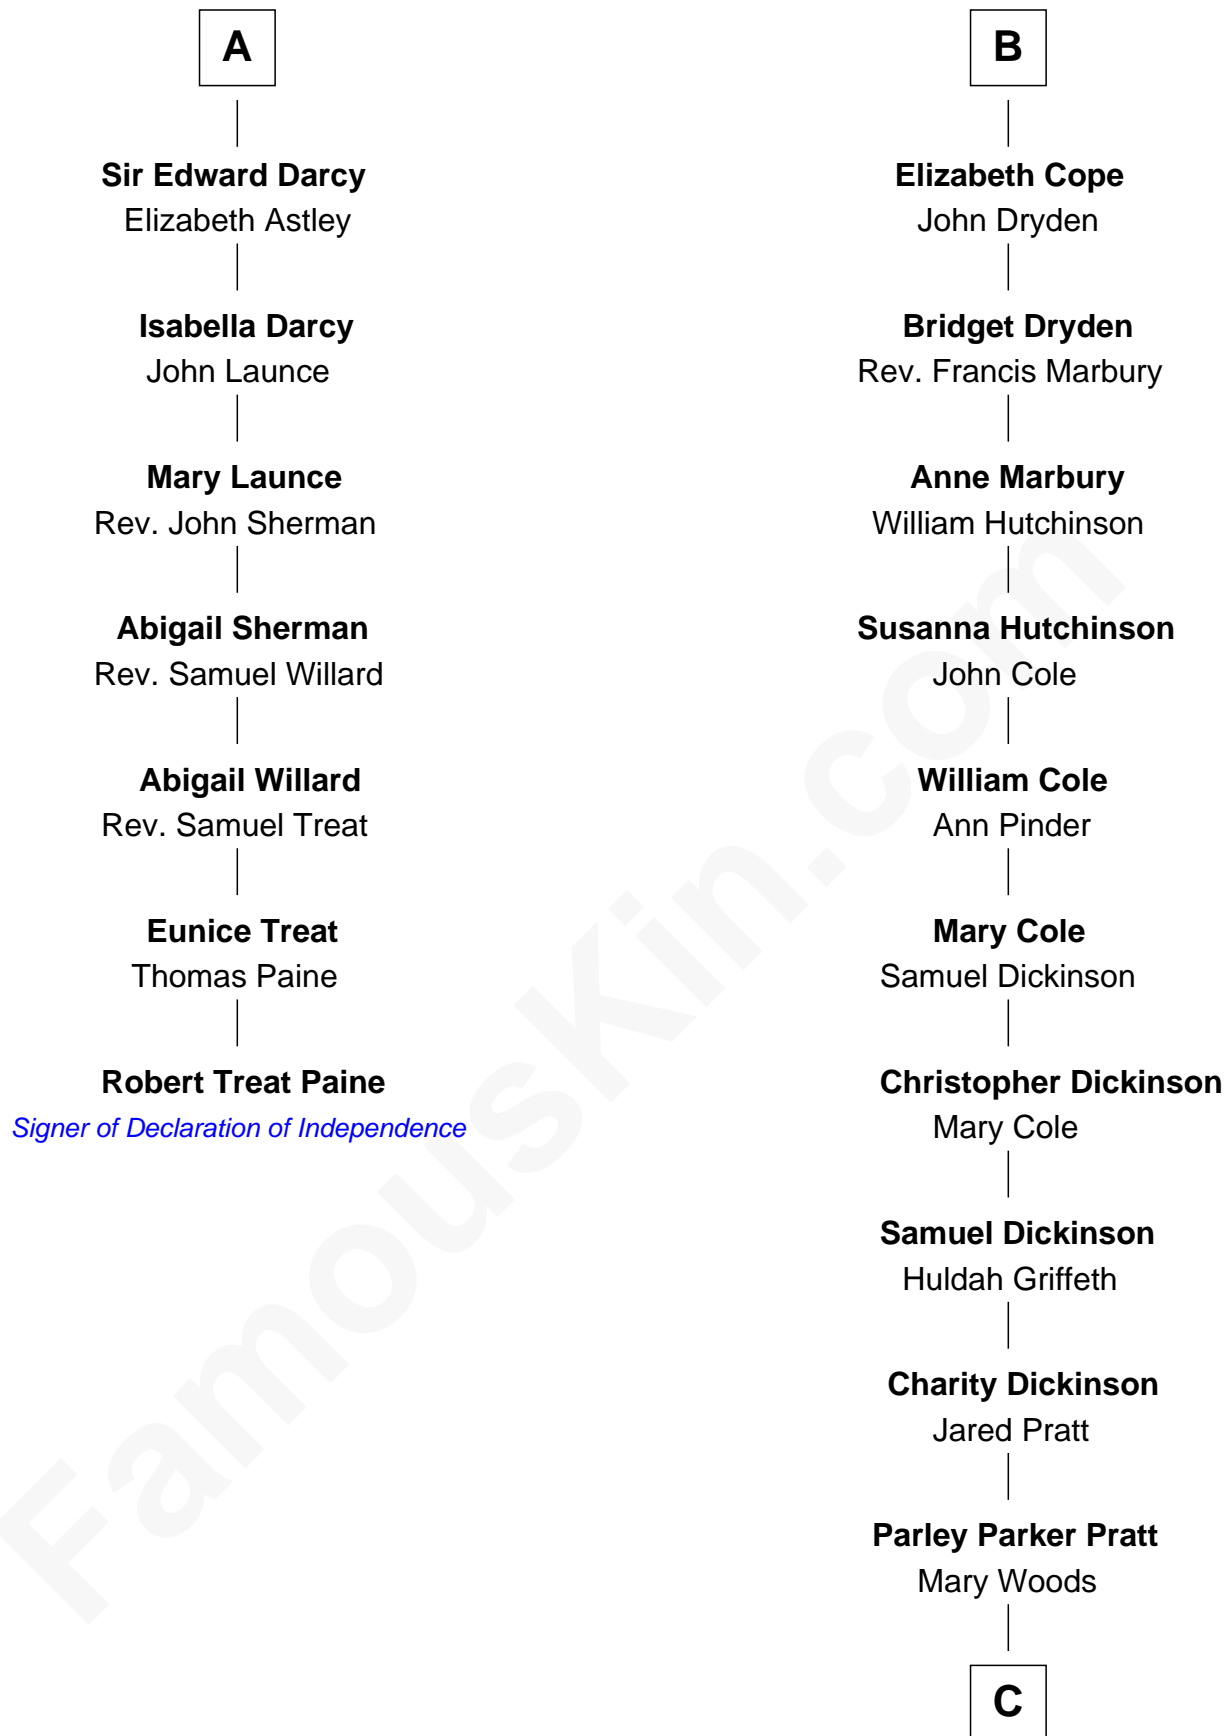 A
Sir Edward Darcy
Elizabeth Astley
Isabella Darcy
John Launce
Mary Launce
Rev. John Sherman
Abigail Sherman
Rev. Samuel Willard
Abigail Willard
Rev. Samuel Treat
Eunice Treat
Thomas Paine
Robert Treat Paine
Signer of Declaration of Independence
B
Elizabeth Cope
John Dryden
Bridget Dryden
Rev. Francis Marbury
Anne Marbury
William Hutchinson
Susanna Hutchinson
John Cole
William Cole
Ann Pinder
Mary Cole
Samuel Dickinson
Christopher Dickinson
Mary Cole
Samuel Dickinson
Huldah Griffeth
Charity Dickinson
Jared Pratt
Parley Parker Pratt
Mary Woods
C
FamousKin.com